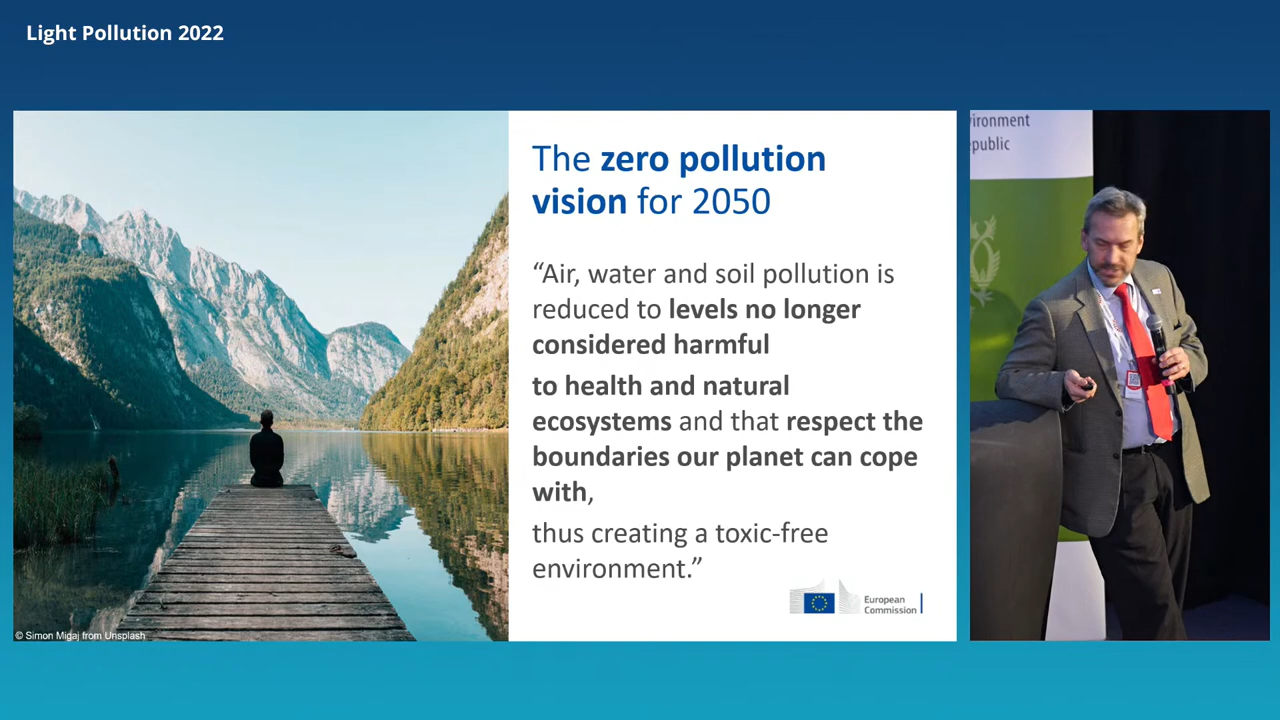 Light Pollution 2022
The zero pollution
vision for 2050
“Air, water and soil pollution is
reduced to levels no longer
considered harmful
to health and natural
ecosystems and that respect the
boundaries our planet can cope
with,
thus creating a toxic-free
environment.”
European
Commission
© Simon Migaj from Unsplash
ironment
epublic